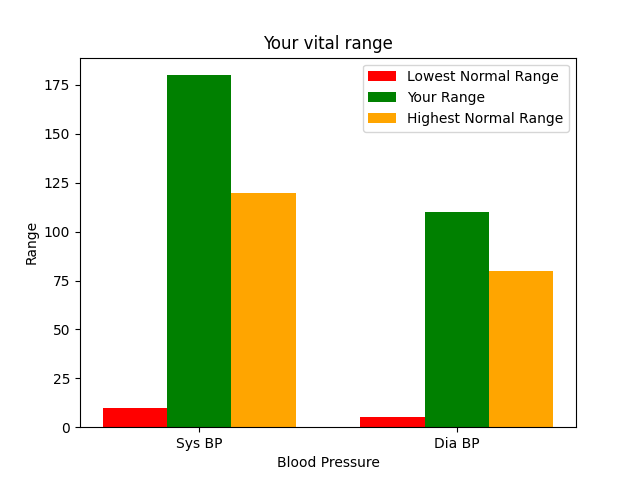 Your vital range
Lowest Normal Range
Your Range
Highest Normal Range
175
150
125
100
75
50
25
0
Range
Sys BP
Dia BP
Blood Pressure